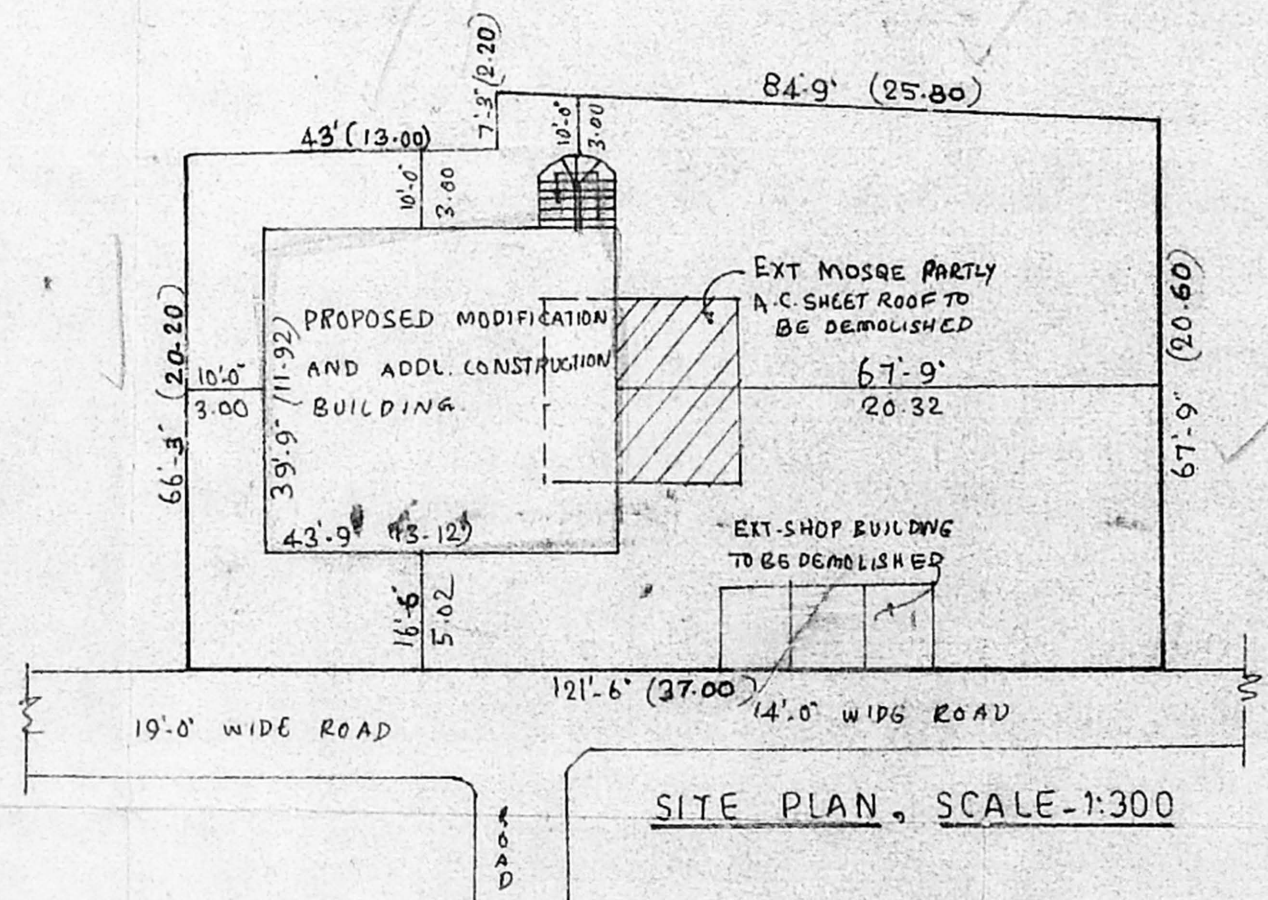 7'-3" (2.20)
84'-9' (25.80)
43' (13.00)
10'-0"
3.00
10'-0"
3.00
EXT MOSQE PARTLY
A.C. SHEET ROOF TO
BE DEMOLISHED
PROPOSED MODIFICATION
AND ADDL. CONSTRUCTION
BUILDING.
66'-3" (20.20)
10'-0"
3.00
39'-9" (11.92)
67'-9'
20.32
67'-9" (20.60)
43'-9" 13-12)
EXT-SHOP BUILDING
TO BE DEMOLISHED
16'-6"
5.02
121'-6" (37.00)
19'-0' WIDE ROAD
14'-0" WIDE ROAD
SITE PLAN, SCALE-1:300
ROAD